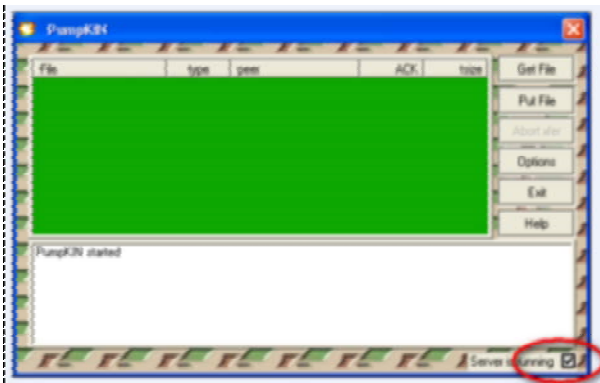 PumpKIN
File type peer ACK tsize
Get File
Put File
Abort xfer
Options
Exit
Help
PumpKIN started
Server is running